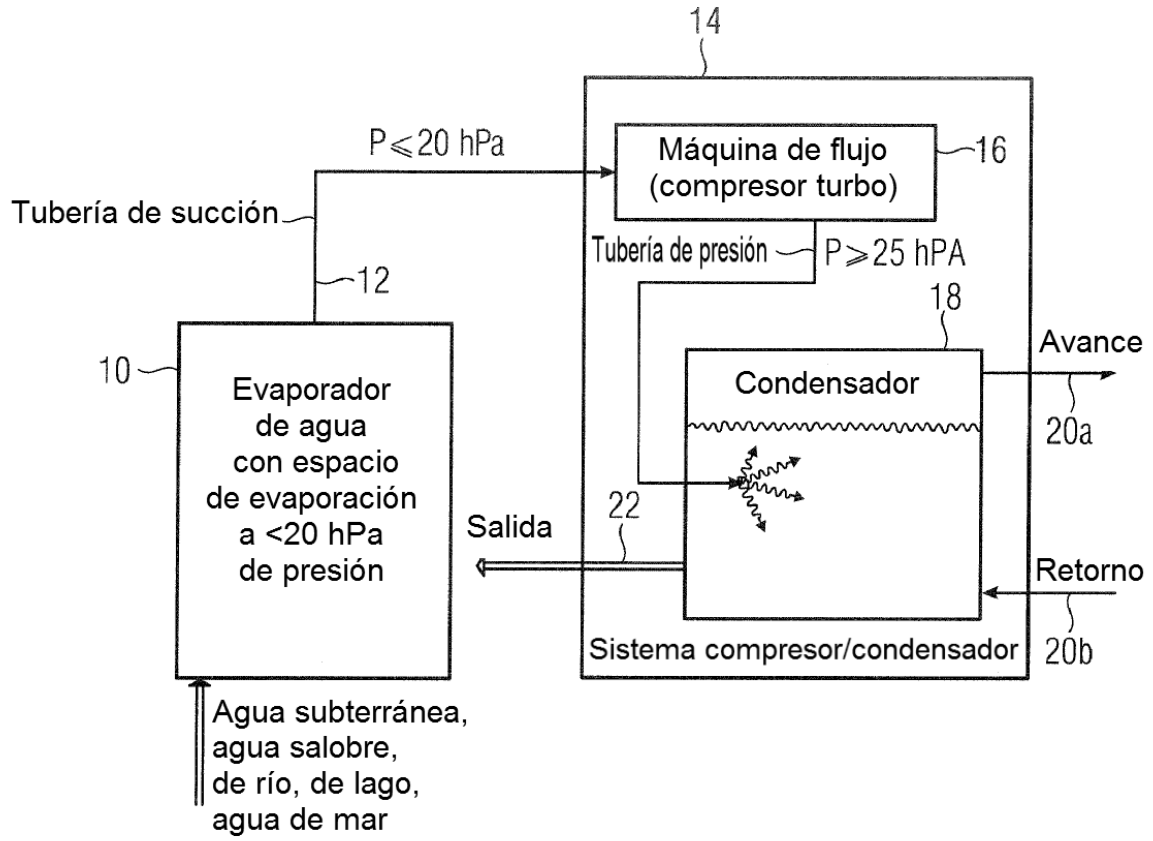 14
P ⩽ 20 hPa
Máquina de flujo
(compresor turbo)
16
Tubería de succión
Tubería de presión
P ⩾ 25 hPA
12
18
10
Evaporador
de agua
con espacio
de evaporación
a <20 hPa
de presión
Condensador
Avance
20a
Salida
22
Retorno
20b
Sistema compresor/condensador
Agua subterránea,
agua salobre,
de río, de lago,
agua de mar